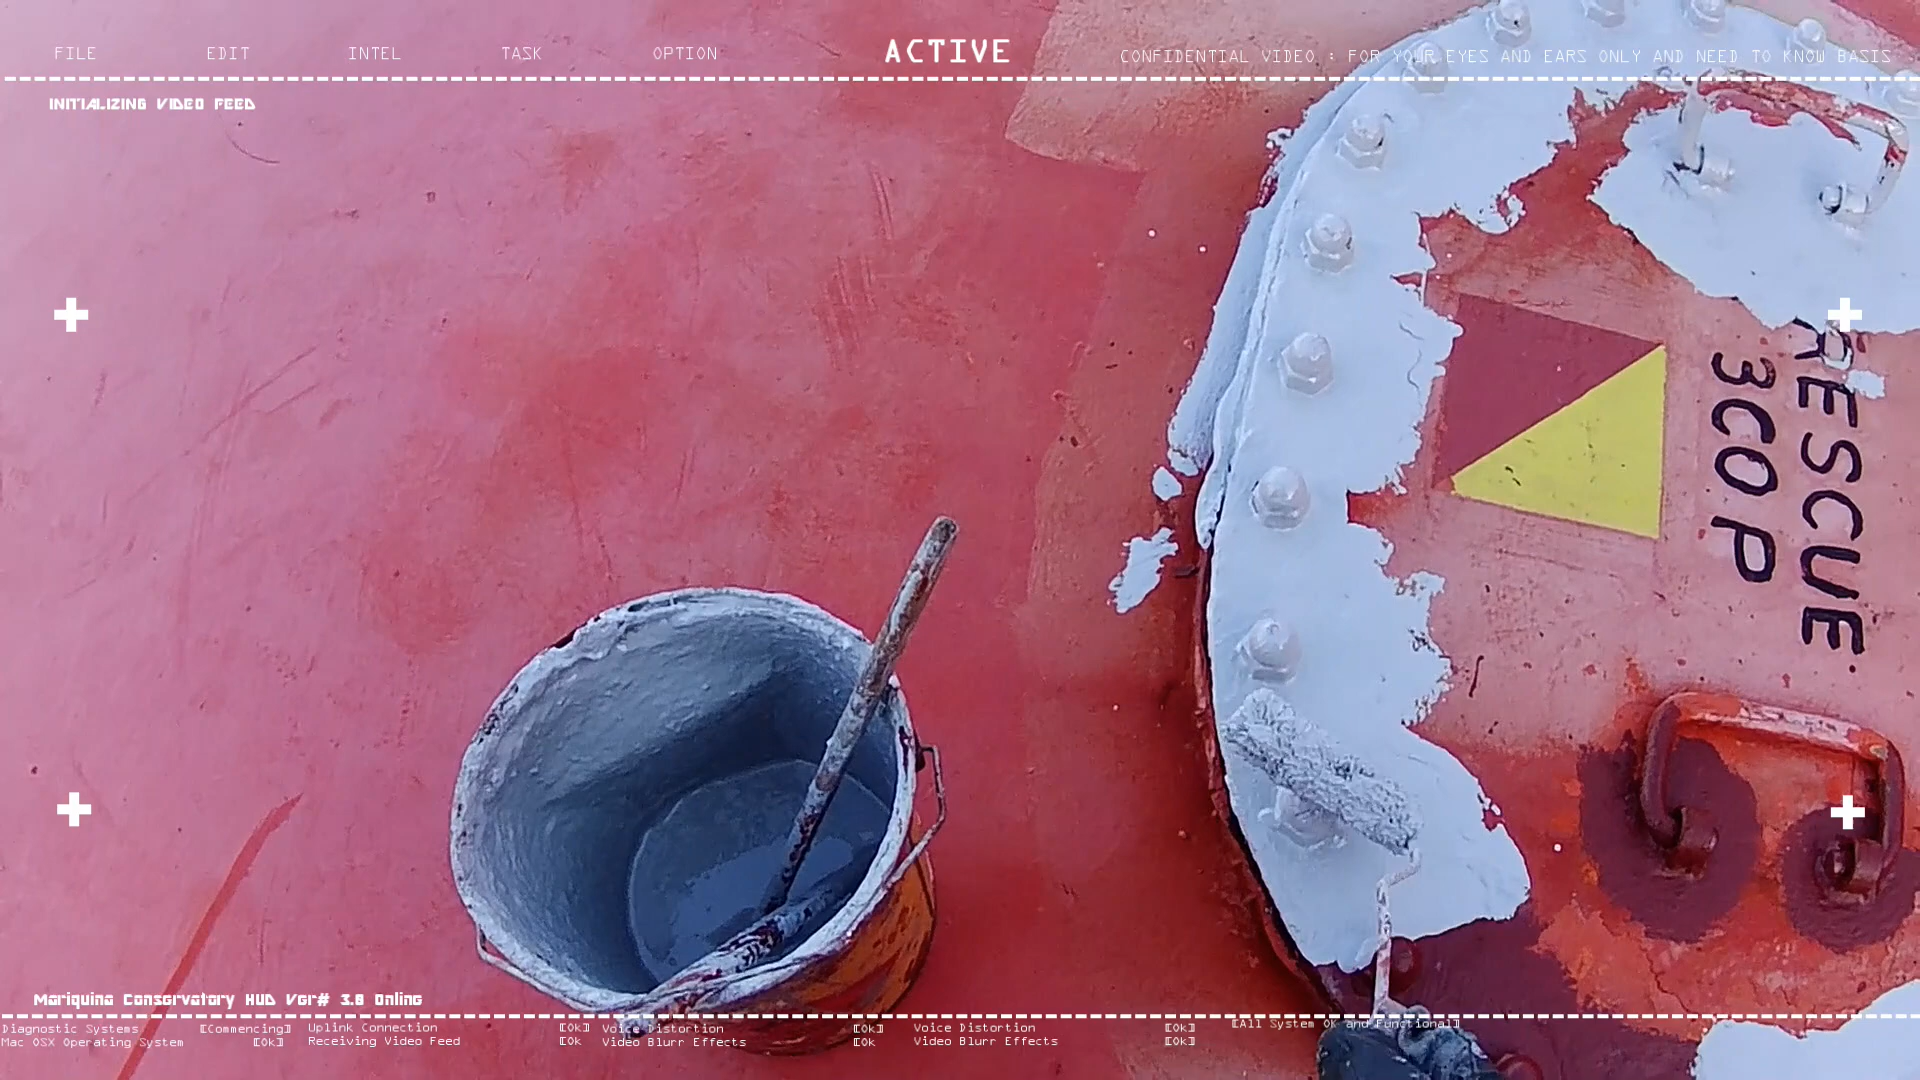 FILE EDIT INTEL TASK OPTION ACTIVE CONFIDENTIAL VIDEO : FOR YOUR EYES AND EARS ONLY AND NEED TO KNOW BASIS
INITIALIZING VIDEO FEED
RESCUE
3CO P
Mariquina Conservatory HUD Ver# 3.0 Online
Diagnostic Systems [Commencing] Uplink Connection [Ok] Voice Distortion [Ok] Voice Distortion [Ok] [All System OK and Functional]
Mac OSX Operating System [Ok] Receiving Video Feed [Ok Video Blurr Effects [Ok Video Blurr Effects [Ok]